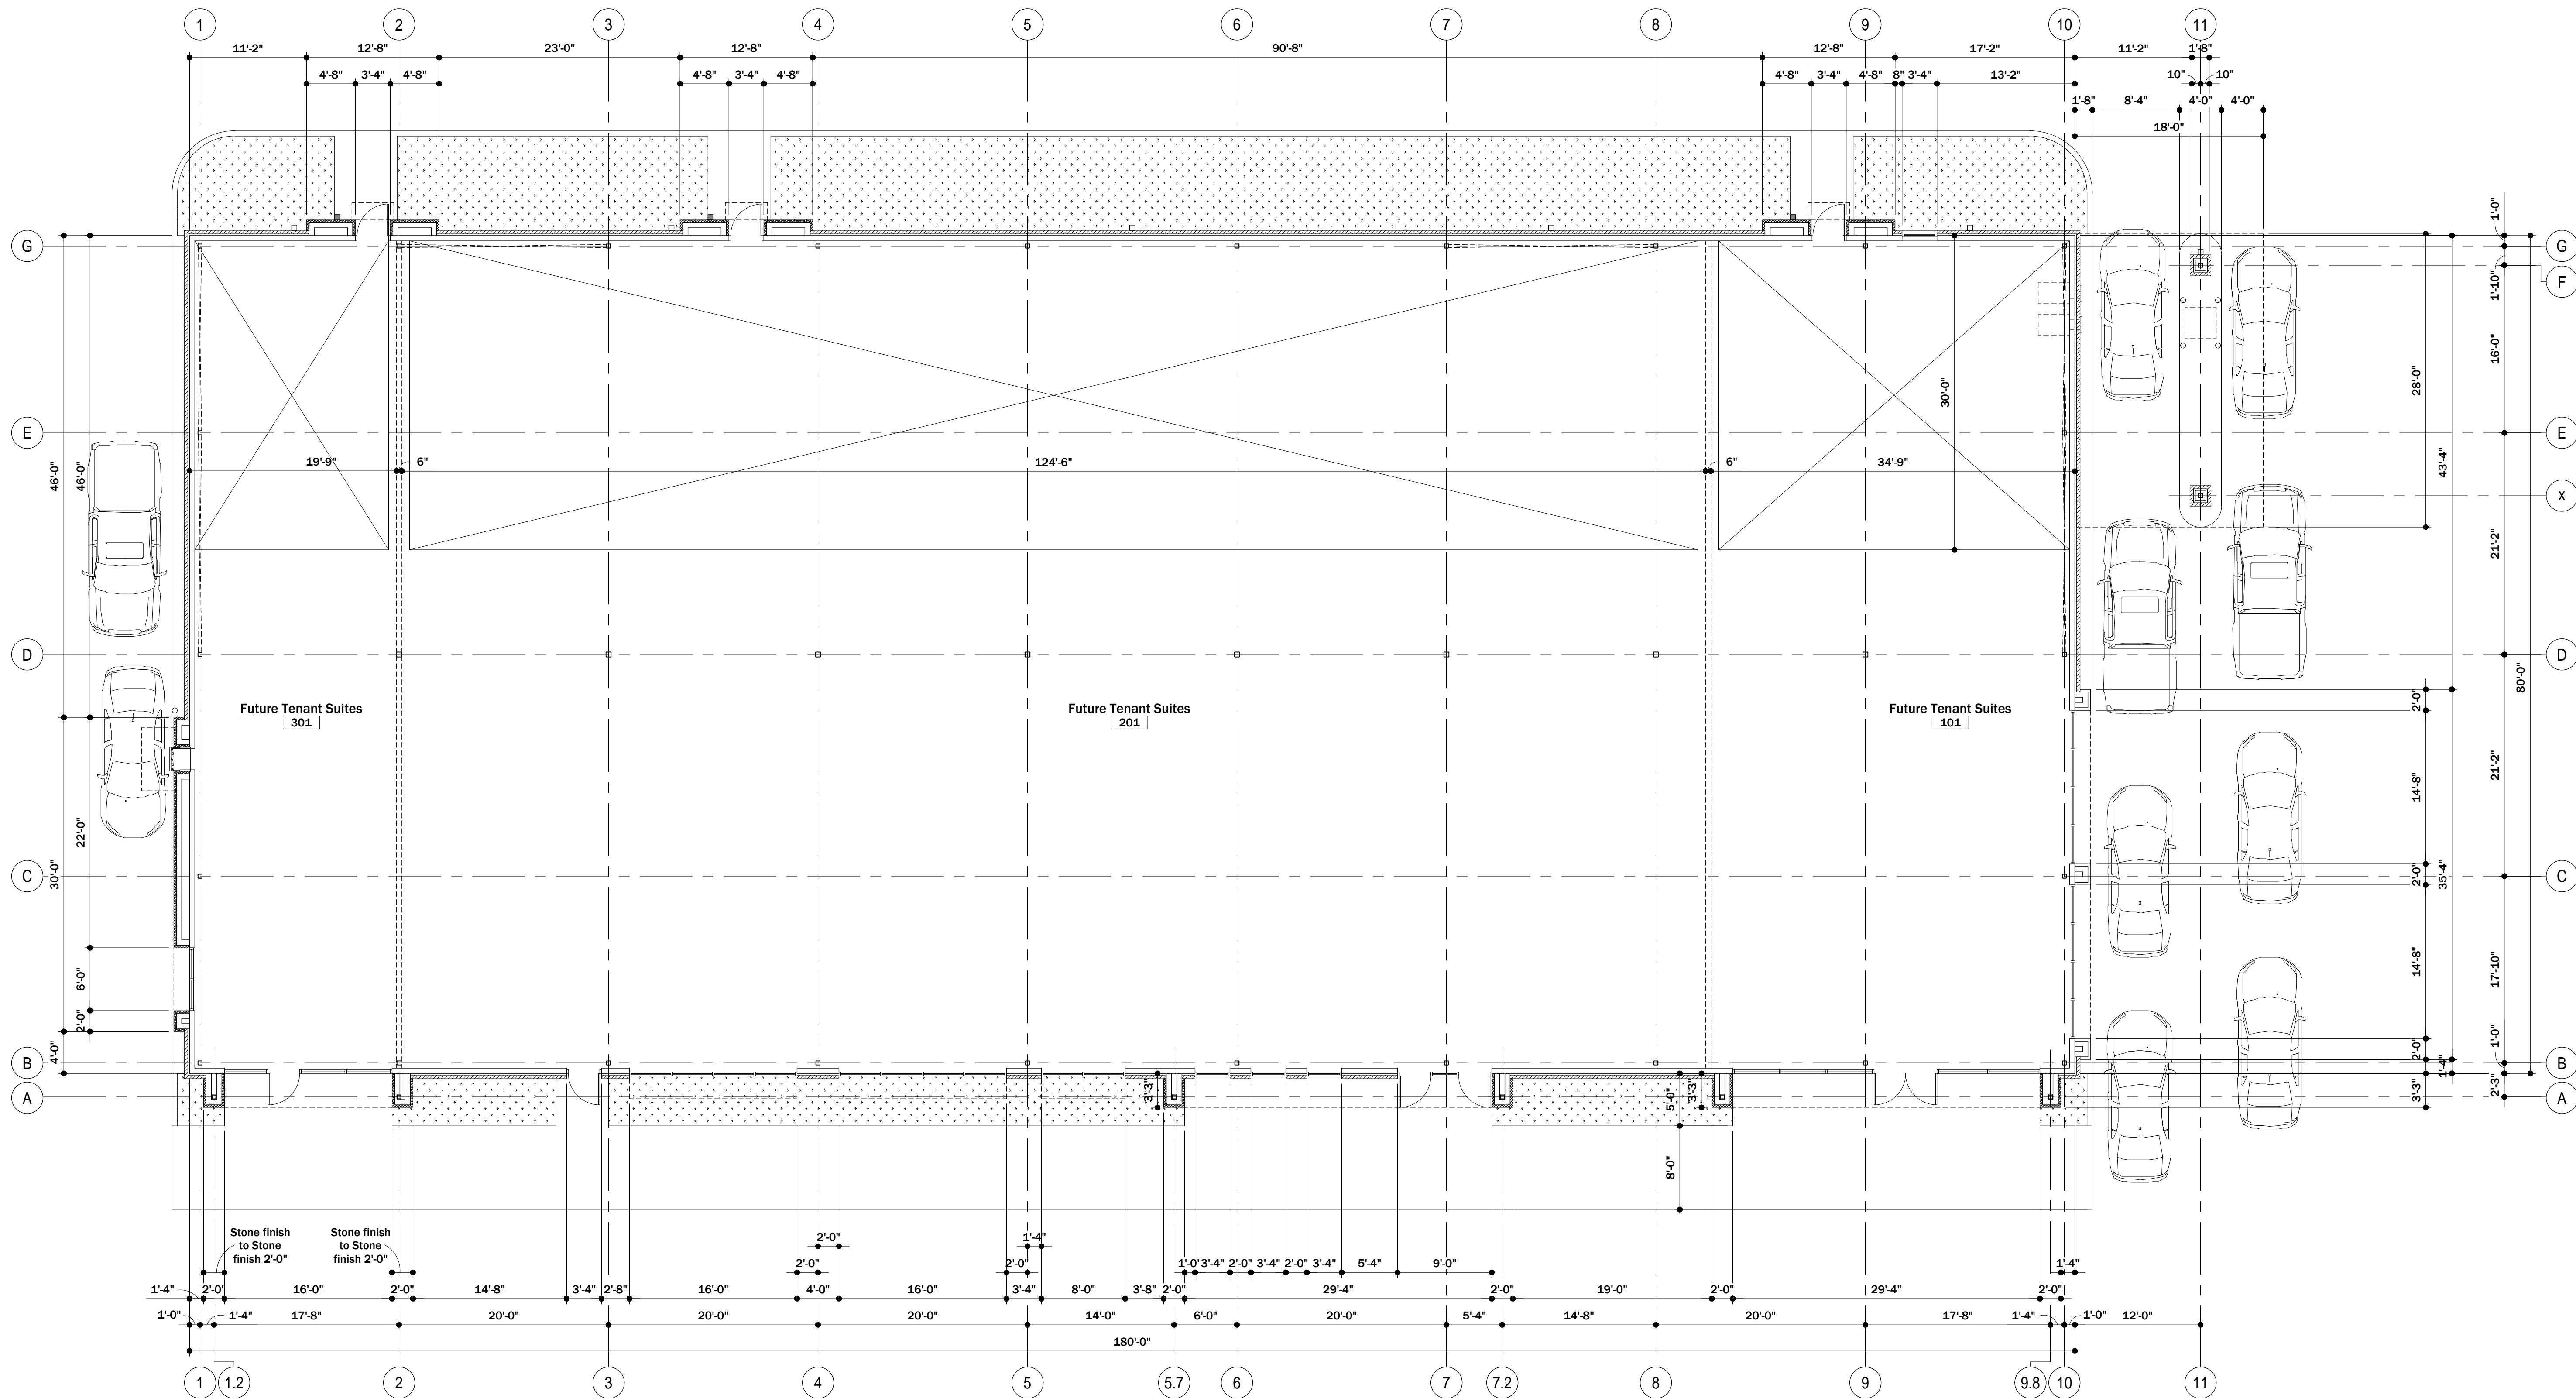 1 2 3 4 5 6 7 8 9 10 11
11'-2" 12'-8" 23'-0" 12'-8" 90'-8" 12'-8" 17'-2" 11'-2" 1'-8"
4'-8" 3'-4" 4'-8" 4'-8" 3'-4" 4'-8" 4'-8" 3'-4" 4'-8" 8" 3'-4" 13'-2" 10" 10"
1'-8" 8'-4" 4'-0" 4'-0"
18'-0"
1'-0"
G G
F
1'-10"
16'-0"
28'-0"
30'-0"
E E
46'-0" 46'-0" 19'-9" 6" 124'-6" 6" 34'-9" 43'-4"
X
21'-2"
D D
80'-0"
2'-0"
Future Tenant Suites Future Tenant Suites Future Tenant Suites
301 201 101
21'-2"
14'-8"
22'-0"
30'-0" C 2'-0" 35'-4" C
14'-8" 17'-10"
6'-0"
2'-0"
4'-0" 2'-0" 1'-0"
B B
1'-4"
3'-3" 5'-0" 3'-3" 3'-3" 2'-3"
A A
8'-0"
Stone finish Stone finish
to Stone to Stone
finish 2'-0" finish 2'-0"
2'-0" 1'-4"
2'-0" 2'-0" 1'-0" 3'-4" 2'-0" 3'-4" 2'-0" 3'-4" 5'-4" 9'-0" 1'-4"
1'-4" 2'-0" 16'-0" 2'-0" 14'-8" 3'-4" 2'-8" 16'-0" 4'-0" 16'-0" 3'-4" 8'-0" 3'-8" 2'-0" 29'-4" 2'-0" 19'-0" 2'-0" 29'-4" 2'-0"
1'-0" 1'-4" 17'-8" 20'-0" 20'-0" 20'-0" 14'-0" 6'-0" 20'-0" 5'-4" 14'-8" 20'-0" 17'-8" 1'-4" 1'-0" 12'-0"
180'-0"
1 1.2 2 3 4 5 5.7 6 7 7.2 8 9 9.8 10 11